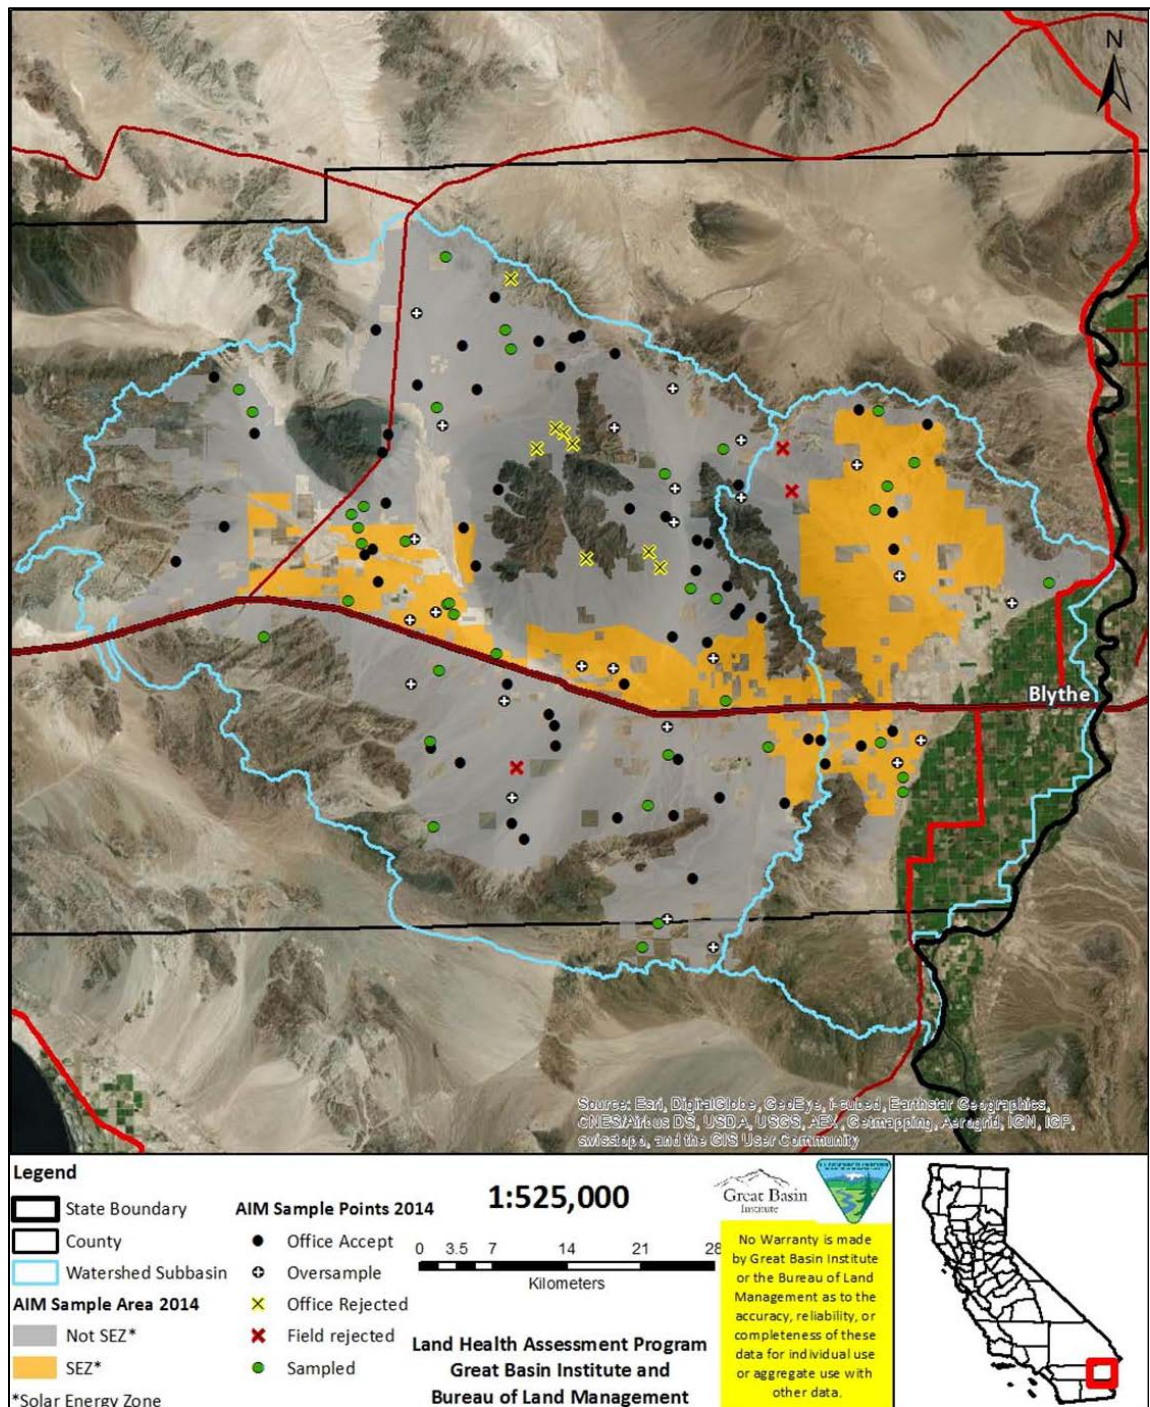 N
Blythe
Source: Esri, DigitalGlobe, GeoEye, i-cubed, Earthstar Geographics,
CNES/Airbus DS, USDA, USGS, AEX, Getmapping, Aerogrid, IGN, IGP,
swisstopo, and the GIS User Community
Legend
State Boundary
County
Watershed Subbasin
AIM Sample Area 2014
Not SEZ*
SEZ*
*Solar Energy Zone
AIM Sample Points 2014
Office Accept
Oversample
Office Rejected
Field rejected
Sampled
1:525,000
0 3.5 7 14 21 28
Kilometers
Land Health Assessment Program
Great Basin Institute and
Bureau of Land Management
Great Basin
Institute
No Warranty is made
by Great Basin Institute
or the Bureau of Land
Management as to the
accuracy, reliability, or
completeness of these
data for individual use
or aggregate use with
other data.